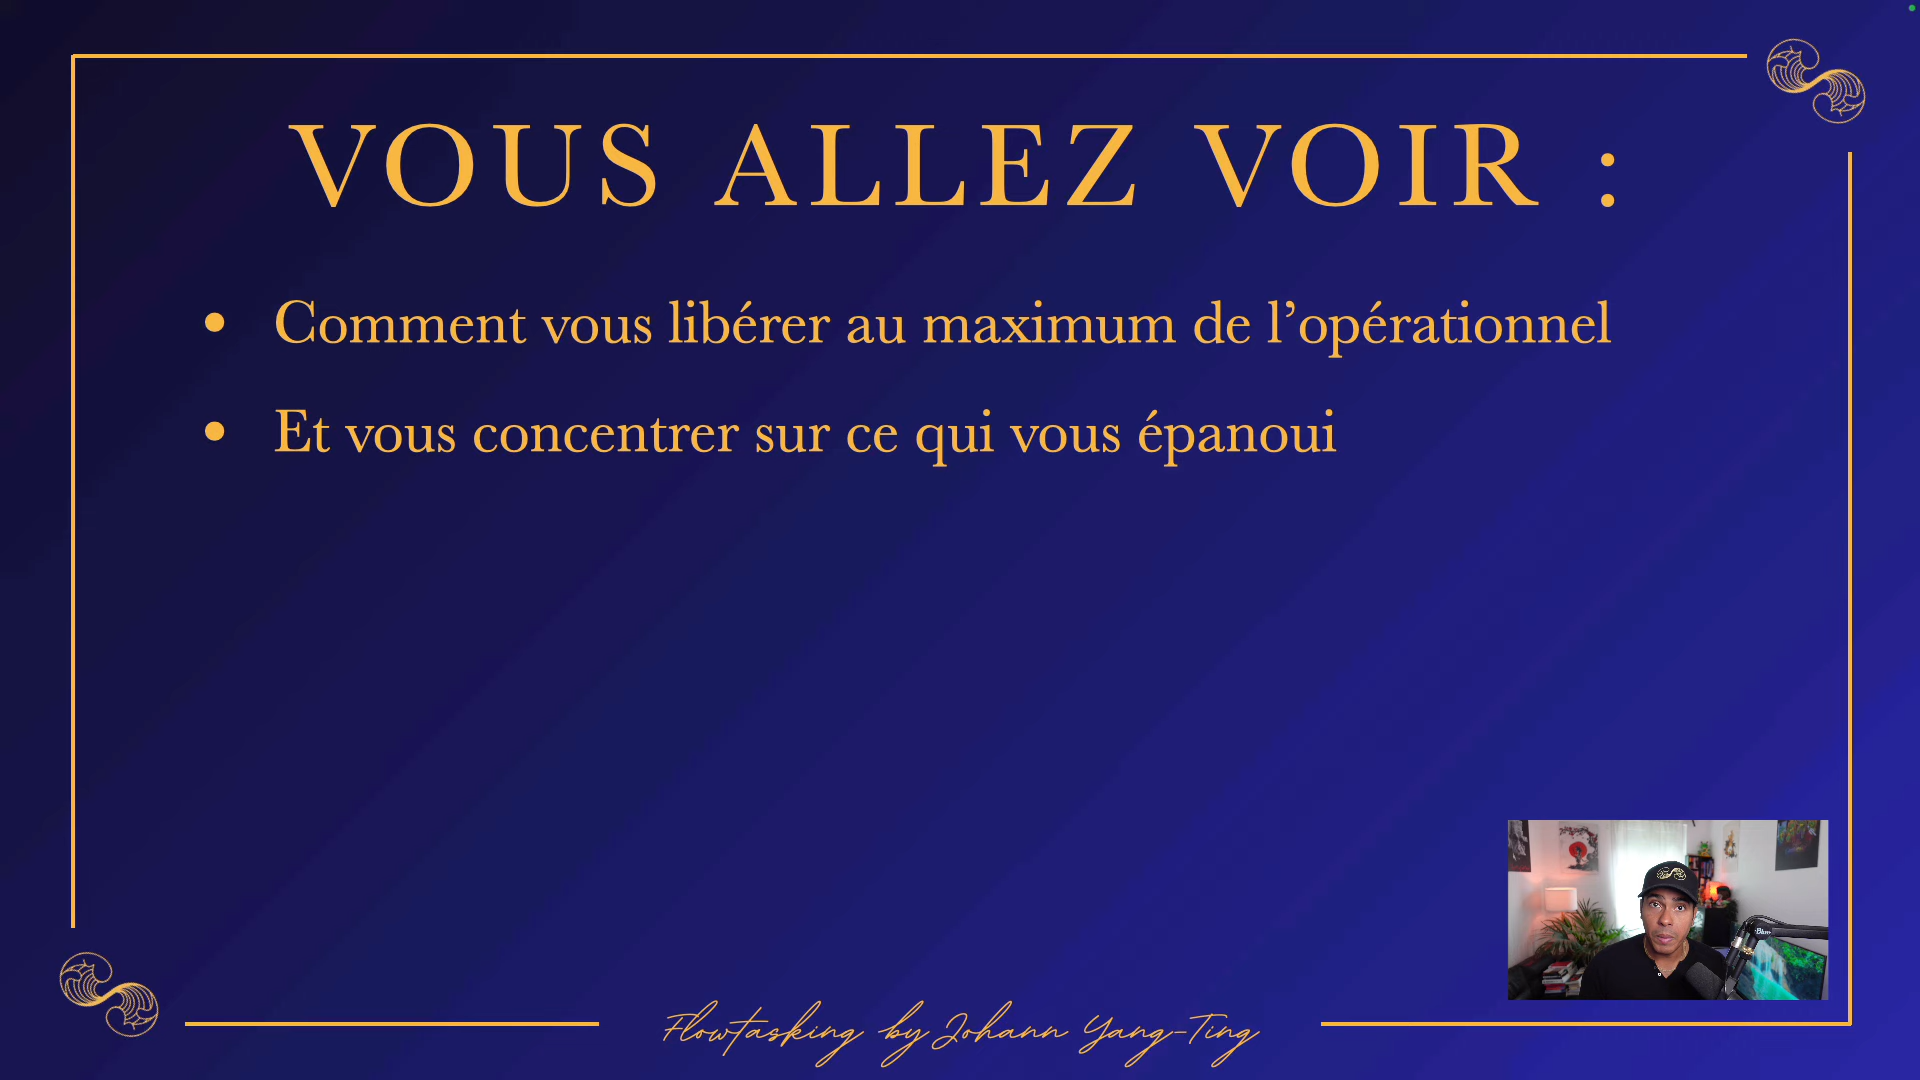 VOUS ALLEZ VOIR :
• Comment vous libérer au maximum de l’opérationnel
• Et vous concentrer sur ce qui vous épanoui
Flowtasking by Johann Yang-Ting